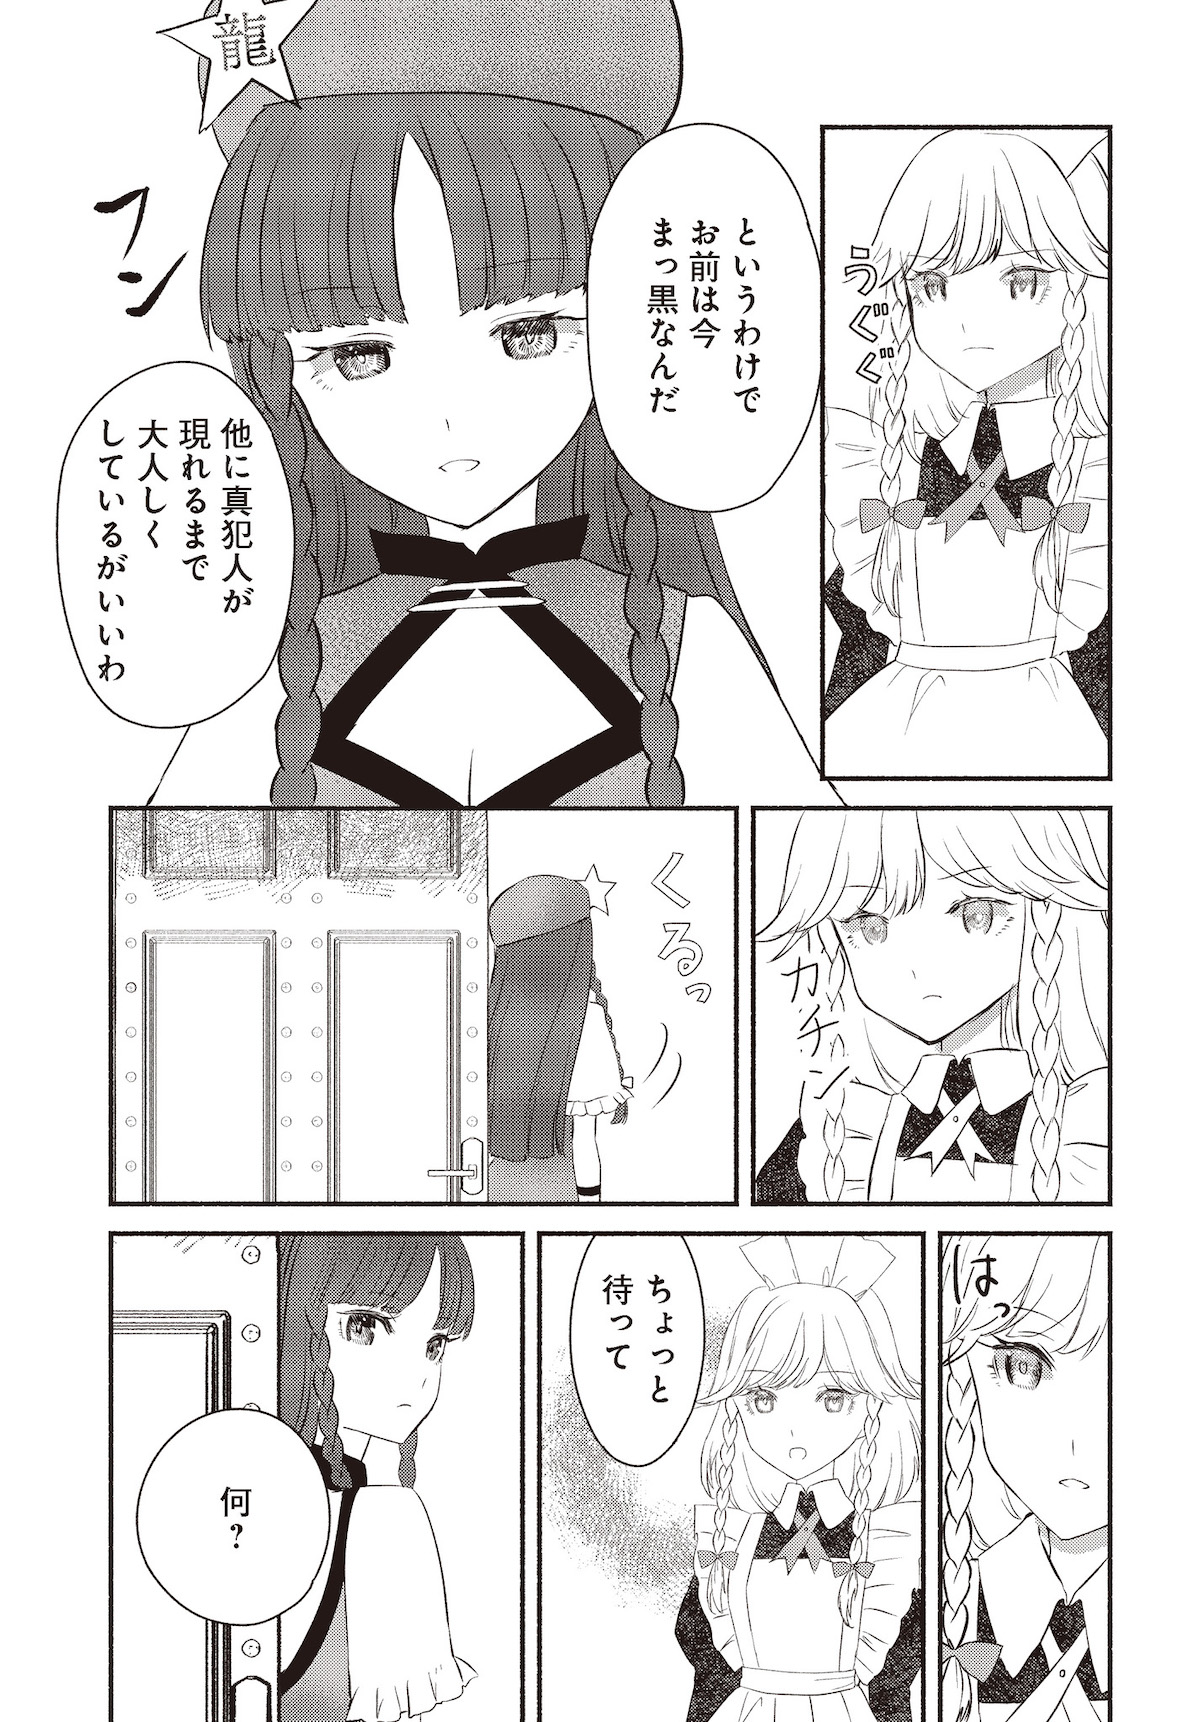 うぐぐ
龍
というわけで
お前は今
まっ黒なんだ
フン
他に真犯人が
現れるまで
大人しく
しているがいいわ
カチン
くるっ
はっ
ちょっと
待って
何?